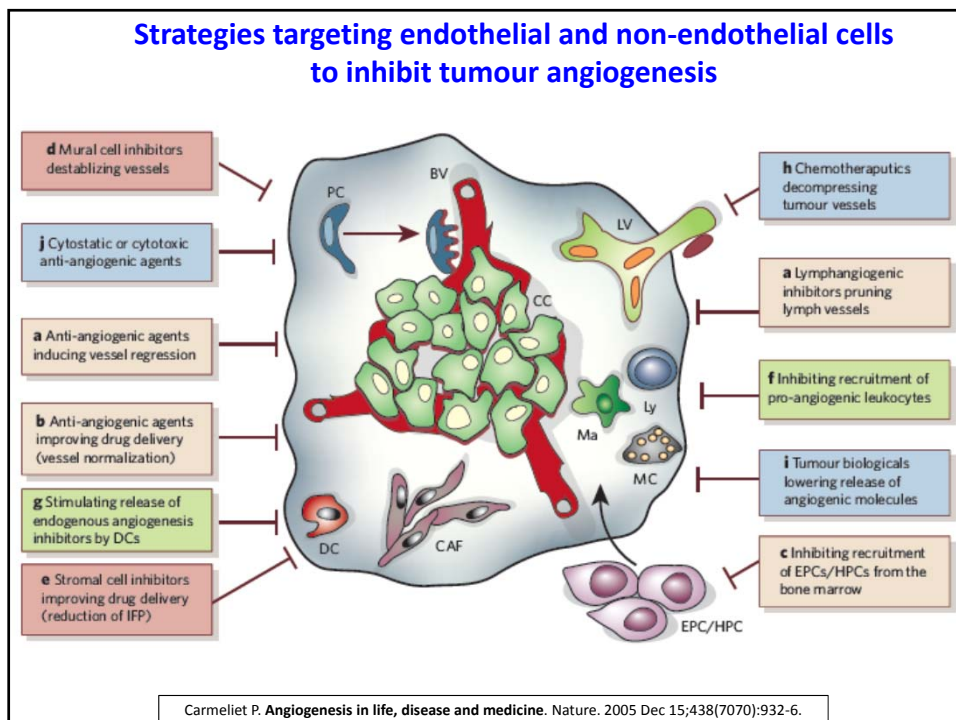 Strategies targeting endothelial and non-endothelial cells
to inhibit tumour angiogenesis
d Mural cell inhibitors
destablizing vessels
j Cytostatic or cytotoxic
anti-angiogenic agents
a Anti-angiogenic agents
inducing vessel regression
b Anti-angiogenic agents
improving drug delivery
(vessel normalization)
g Stimulating release of
endogenous angiogenesis
inhibitors by DCs
e Stromal cell inhibitors
improving drug delivery
(reduction of IFP)
PC
BV
LV
CC
Ly
Ma
MC
DC
CAF
EPC/HPC
h Chemotheraputics
decompressing
tumour vessels
a Lymphangiogenic
inhibitors pruning
lymph vessels
f Inhibiting recruitment of
pro-angiogenic leukocytes
i Tumour biologicals
lowering release of
angiogenic molecules
c Inhibiting recruitment
of EPCs/HPCs from the
bone marrow
Carmeliet P. Angiogenesis in life, disease and medicine. Nature. 2005 Dec 15;438(7070):932-6.